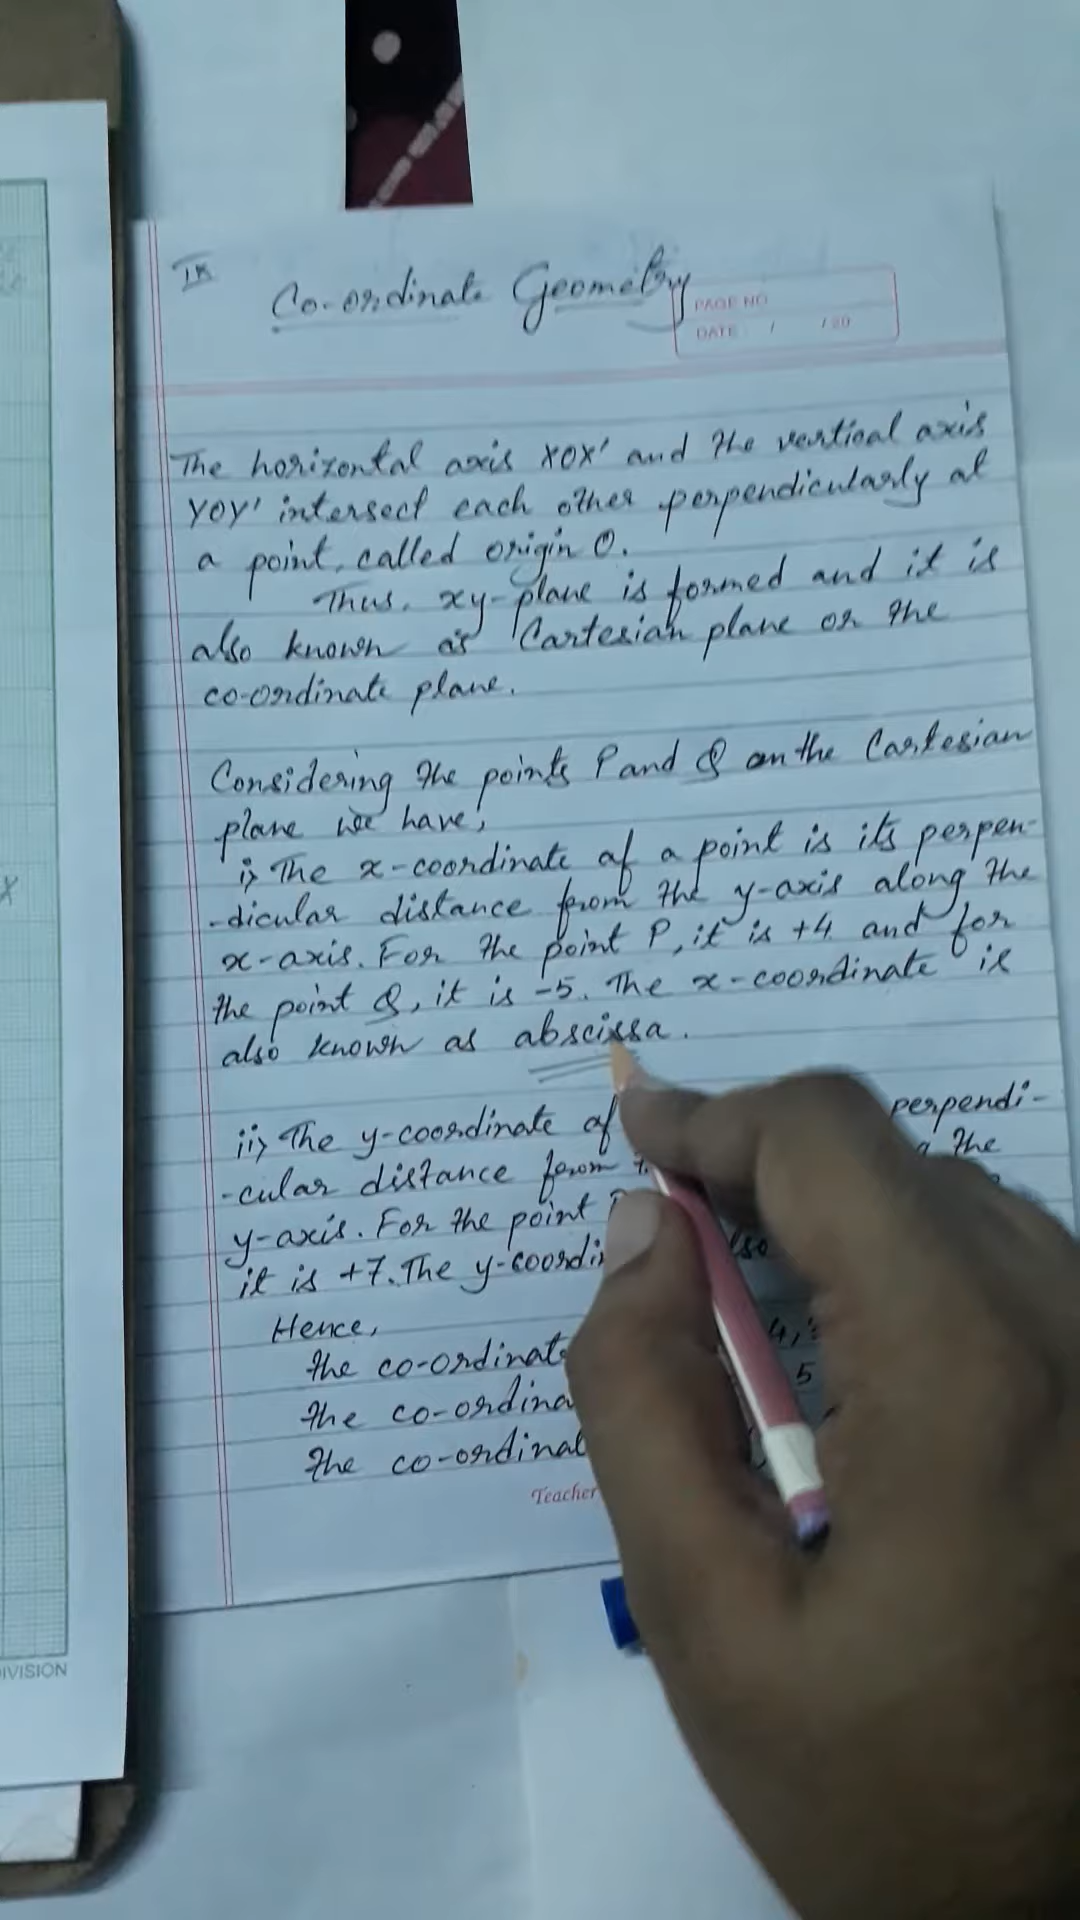 IX
Co-ordinate Geometry
PAGE NO
DATE / / 20
The horizontal axis XOX' and the vertical axis
YOY' intersect each other perpendicularly at
a point, called origin O.
Thus, xy-plane is formed and it is
also known as Cartesian plane or the
co-ordinate plane.
Considering the points P and Q on the Cartesian
plane we have,
i) The x-coordinate of a point is its perpen-
-dicular distance from the y-axis along the
x-axis. For the point P, it is +4 and for
the point Q, it is -5. The x-coordinate is
also known as abscissa.
ii) The y-coordinate of perpendi-
-cular distance from the
y-axis. For the point
it is +7. The y-coordi
Hence,
the co-ordinate 4,
the co-ordina 5
the co-ordinat
Teacher
X
IVISION